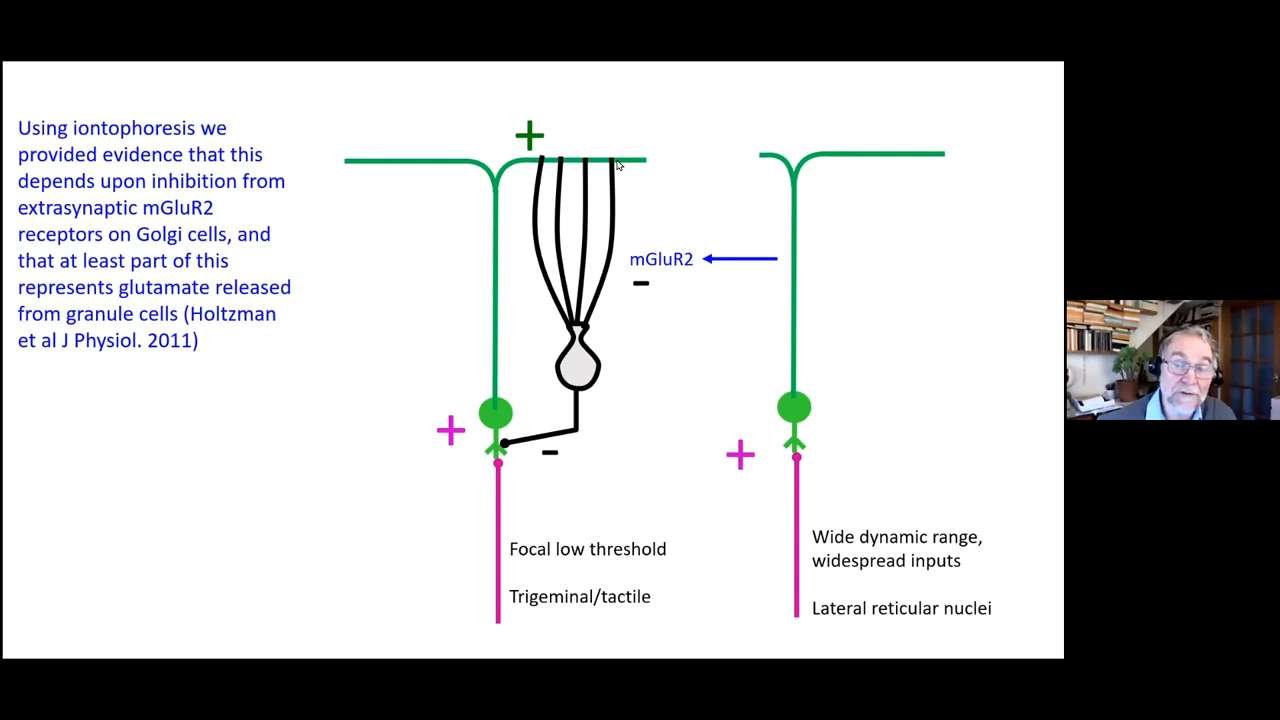 Using iontophoresis we
provided evidence that this
depends upon inhibition from
extrasynaptic mGluR2
receptors on Golgi cells, and
that at least part of this
represents glutamate released
from granule cells (Holtzman
et al J Physiol. 2011)
+
mGluR2
-
+
-
+
Focal low threshold
Trigeminal/tactile
Wide dynamic range,
widespread inputs
Lateral reticular nuclei